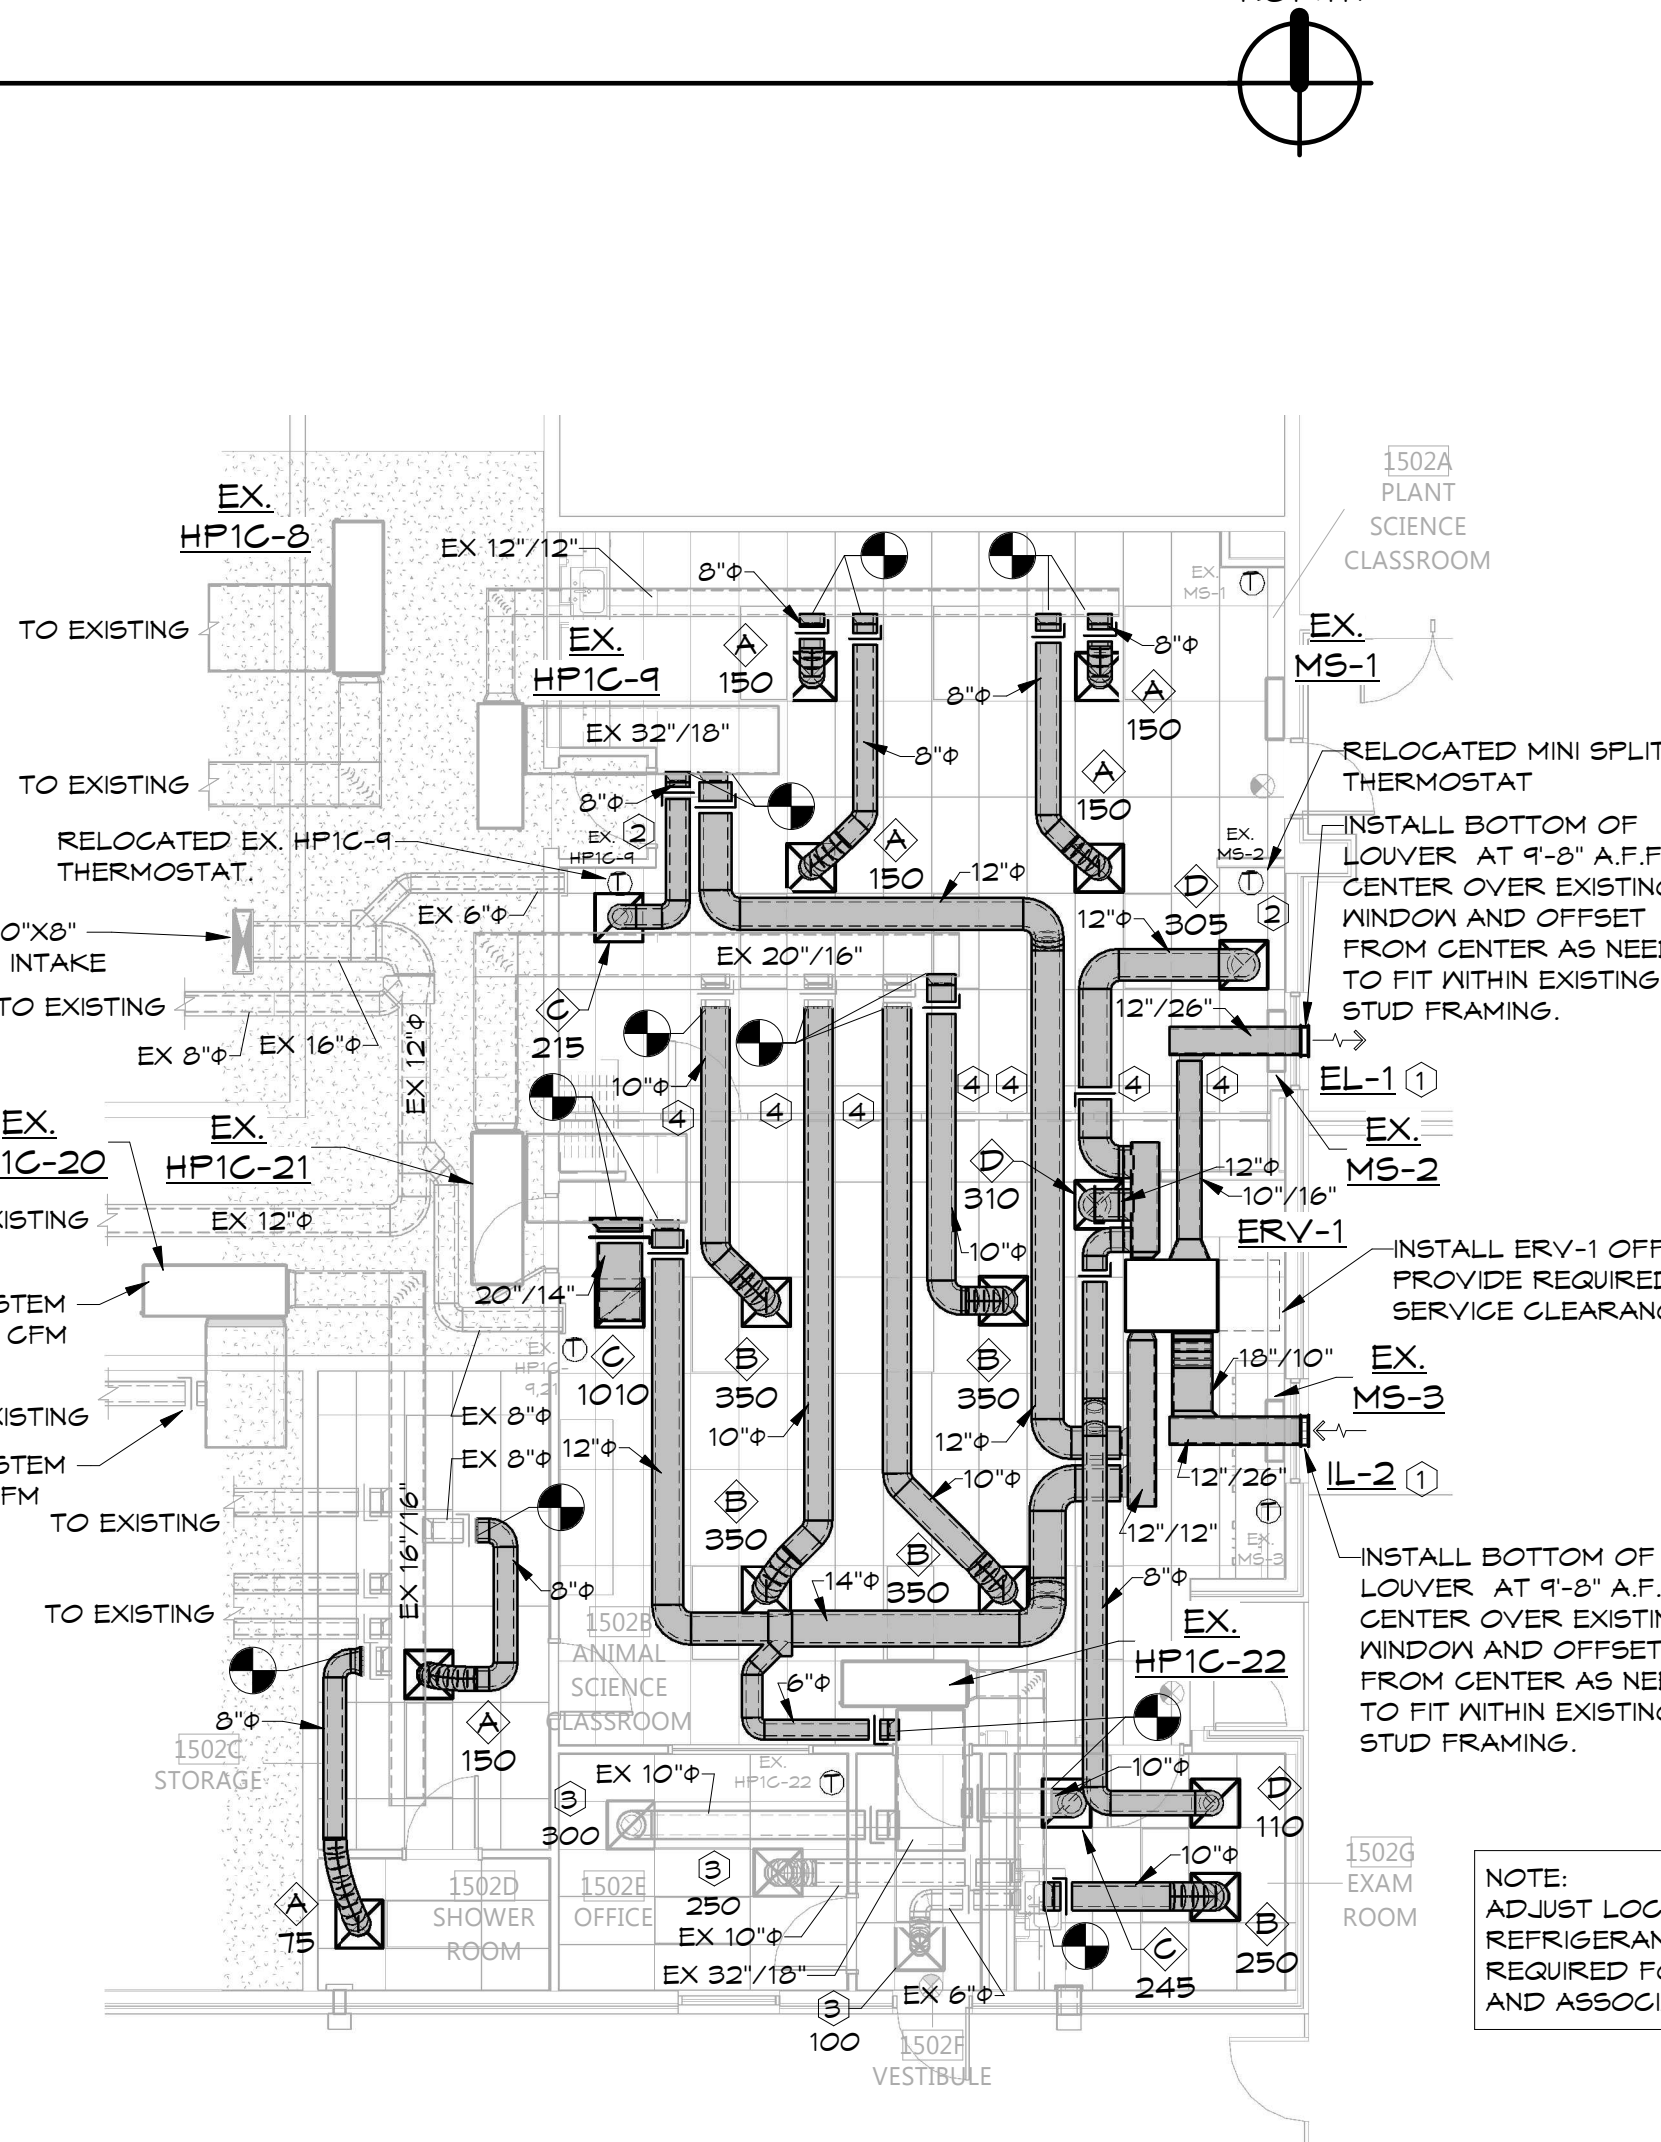 EX.
HP1C-8
EX 12"/12"
8"ф
1502A
PLANT
SCIENCE
CLASSROOM
EX.
MS-1
T
TO EXISTING
EX.
HP1C-9
A
150
8"ф
8"ф
A
150
EX.
MS-1
EX 32"/18"
8"ф
TO EXISTING
A
150
RELOCATED MINI SPLIT
THERMOSTAT
8"ф
2
EX.
HP1C-9
T
RELOCATED EX. HP1C-9
THERMOSTAT.
A
150
12"ф
EX.
MS-2
T
2
INSTALL BOTTOM OF
LOUVER AT 9'-8" A.F.F
CENTER OVER EXISTING
WINDOW AND OFFSET
FROM CENTER AS
TO FIT WITHIN EXISTING
STUD FRAMING.
EX 6"ф
D
305
12"ф
0"X8"
INTAKE
EX 20"/16"
TO EXISTING
C
215
12"/26"
EX 8"ф
EX 16"ф
EX 12"ф
10"ф
4
4
4
4
4
4
4
EL-1
1
EX.
1C-20
EX.
HP1C-21
EX.
MS-2
D
310
12"ф
10"/16"
ERV-1
EX 12"ф
10"ф
INSTALL ERV-1
PROVIDE REQUIRED
SERVICE
20"/14"
CFM
EX.
HP1C-
9,21
T
C
1010
B
350
B
350
18"/10"
EX.
MS-3
EX 8"ф
EX 8"ф
12"ф
10"ф
12"ф
10"ф
12"/26"
IL-2
1
EX 16"/16"
TO EXISTING
B
350
B
350
12"/12"
T
EX.
MS-3
8"ф
14"ф
8"ф
INSTALL BOTTOM OF
LOUVER AT 9'-8" A.F.
CENTER OVER
WINDOW AND OFFSET
FROM CENTER AS
TO FIT WITHIN EXISTING
STUD FRAMING.
TO EXISTING
1502B
ANIMAL
SCIENCE
CLASSROOM
EX.
HP1C-22
6"ф
8"ф
A
150
1502C
STORAGE
EX 10"ф
EX.
HP1C-22
T
10"ф
3
300
D
110
3
250
10"ф
1502G
EXAM
ROOM
A
75
1502D
SHOWER
ROOM
1502E
OFFICE
EX 10"ф
EX 32"/18"
EX 6"ф
C
245
B
250
3
100
1502F
VESTIBULE
NOTE:
ADJUST
REQUIRED
AND